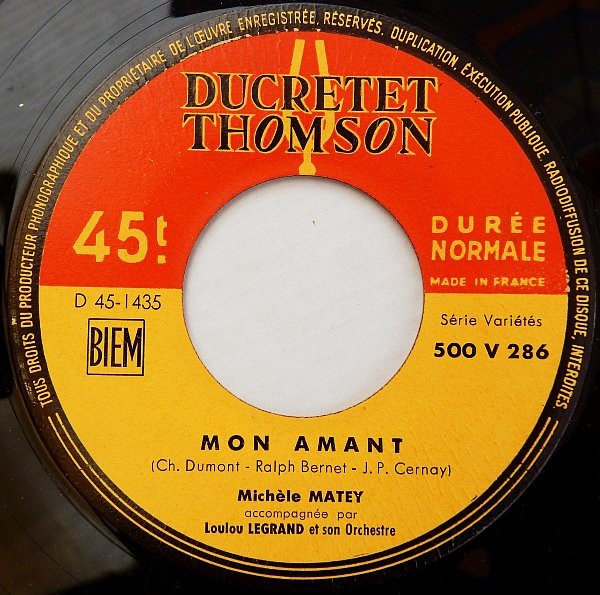 TOUS DROITS DU PRODUCTEUR PHONOGRAPHIQUE ET DU PROPRIÉTAIRE DE L'ŒUVRE ENREGISTRÉE, RÉSERVÉS. DUPLICATION, EXÉCUTION PUBLIQUE, RADIODIFFUSION DE CE DISQUE, INTERDITES
DUCRETET
THOMSON
45t.
DURÉE
NORMALE
MADE IN FRANCE
D 45-1435
BIEM
Série Variétés
500 V 286
MON AMANT
(Ch. Dumont - Ralph Bernet - J. P. Cernay)
Michèle MATEY
accompagnée par
Loulou LEGRAND et son Orchestre